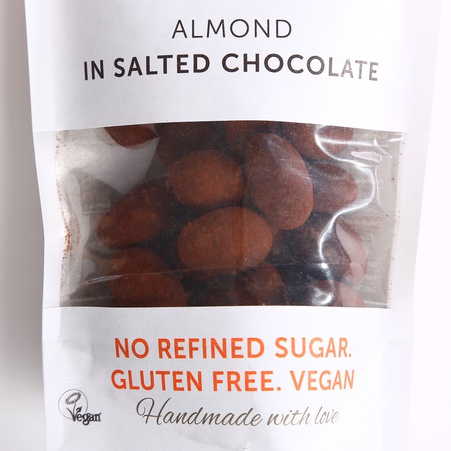 ALMOND
IN SALTED CHOCOLATE
NO REFINED SUGAR.
GLUTEN FREE. VEGAN
Handmade with love
Vegan